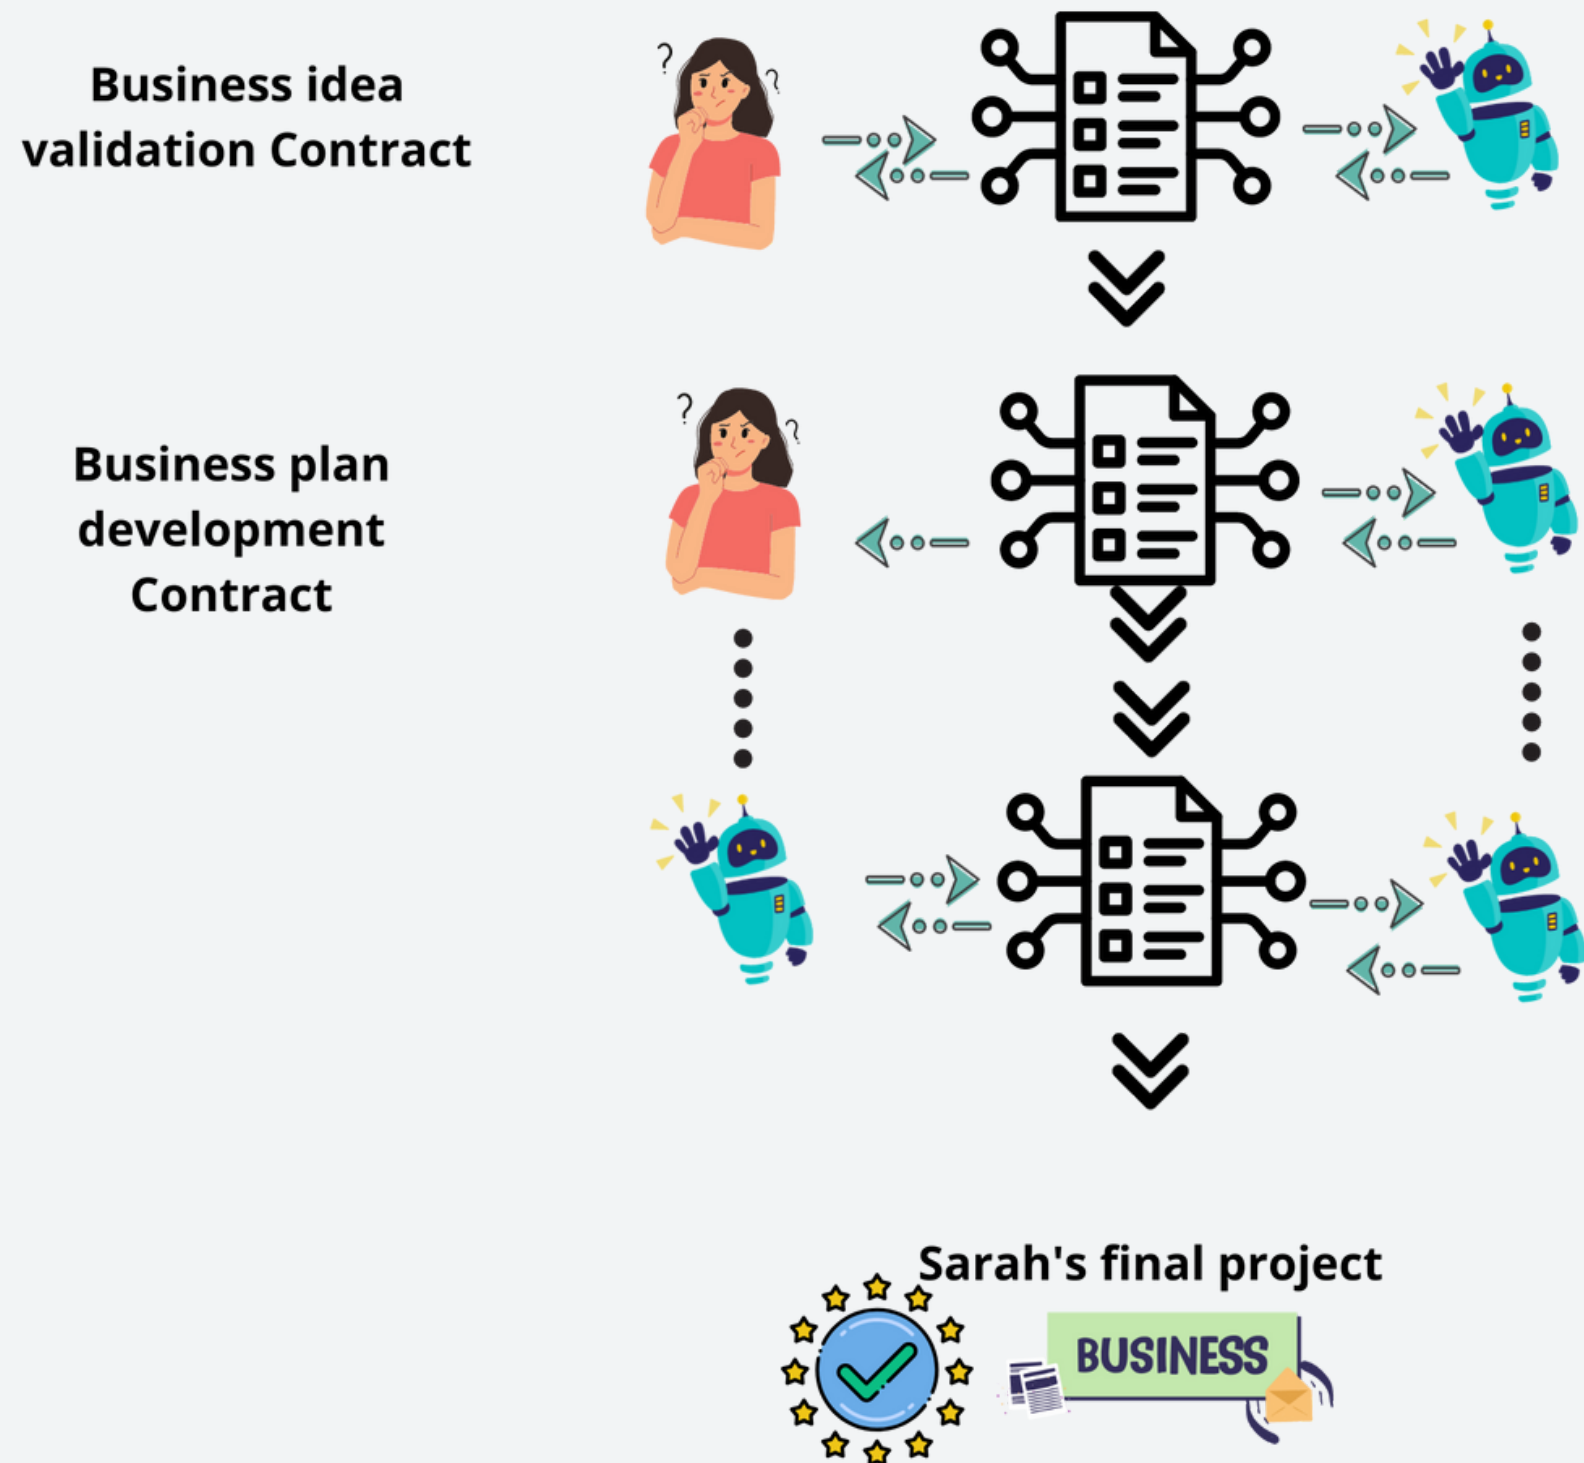 Business idea
validation Contract
? ?
? ?
Business plan
development
Contract
Sarah's final project
BUSINESS